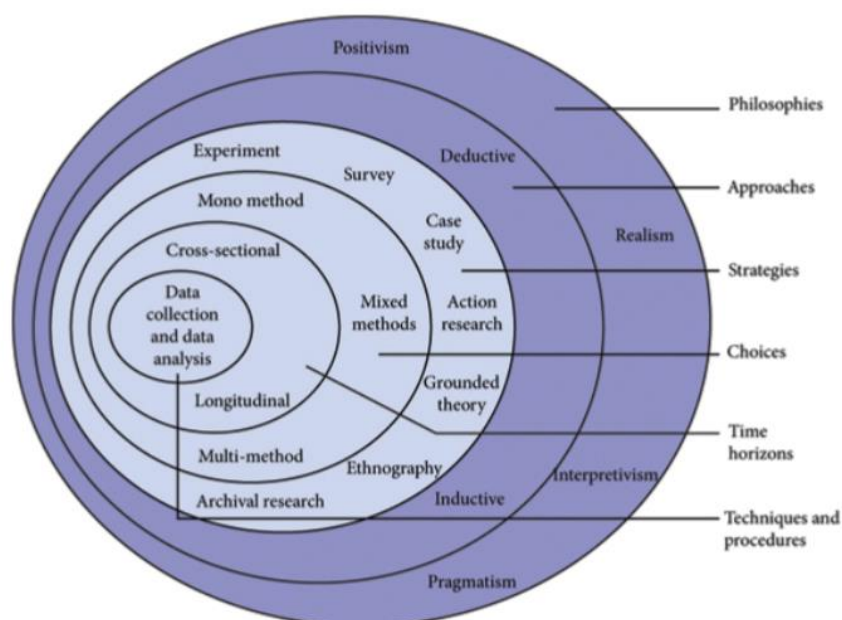 Positivism
Philosophies
Experiment
Deductive
Survey
Approaches
Mono method
Case
study
Realism
Cross-sectional
Strategies
Data
collection
and data
analysis
Mixed
methods
Action
research
Choices
Grounded
theory
Longitudinal
Time
horizons
Multi-method
Ethnography
Interpretivism
Archival research
Inductive
Techniques and
procedures
Pragmatism